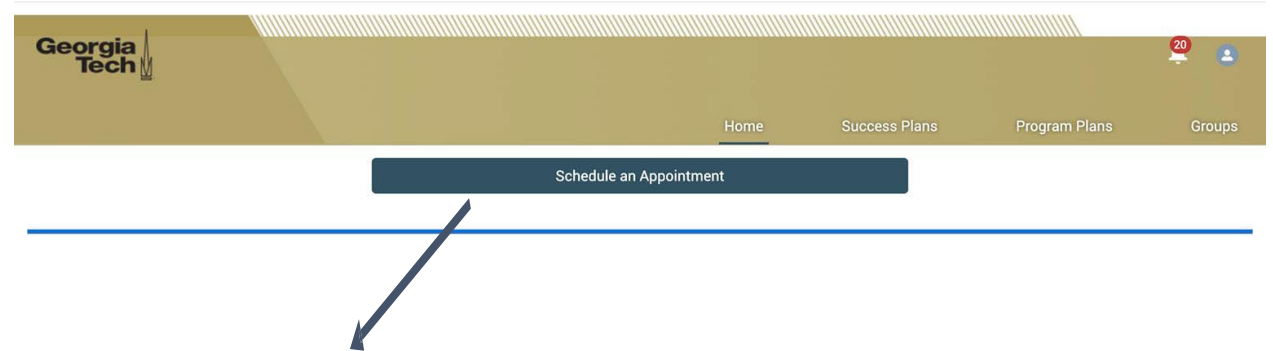 Georgia
Tech
20
Home Success Plans Program Plans Groups
Schedule an Appointment